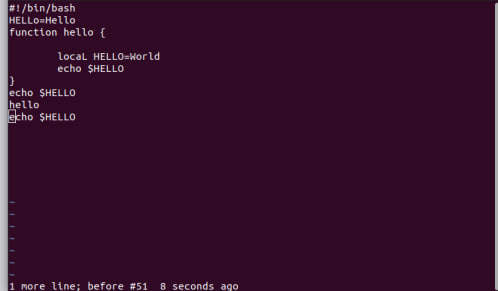 #!/bin/bash
HELLo=Hello
function hello {
locaL HELLO=World
echo $HELLO
}
echo $HELLO
hello
echo $HELLO
~
~
~
~
~
~
~
1 more line; before #51 8 seconds ago